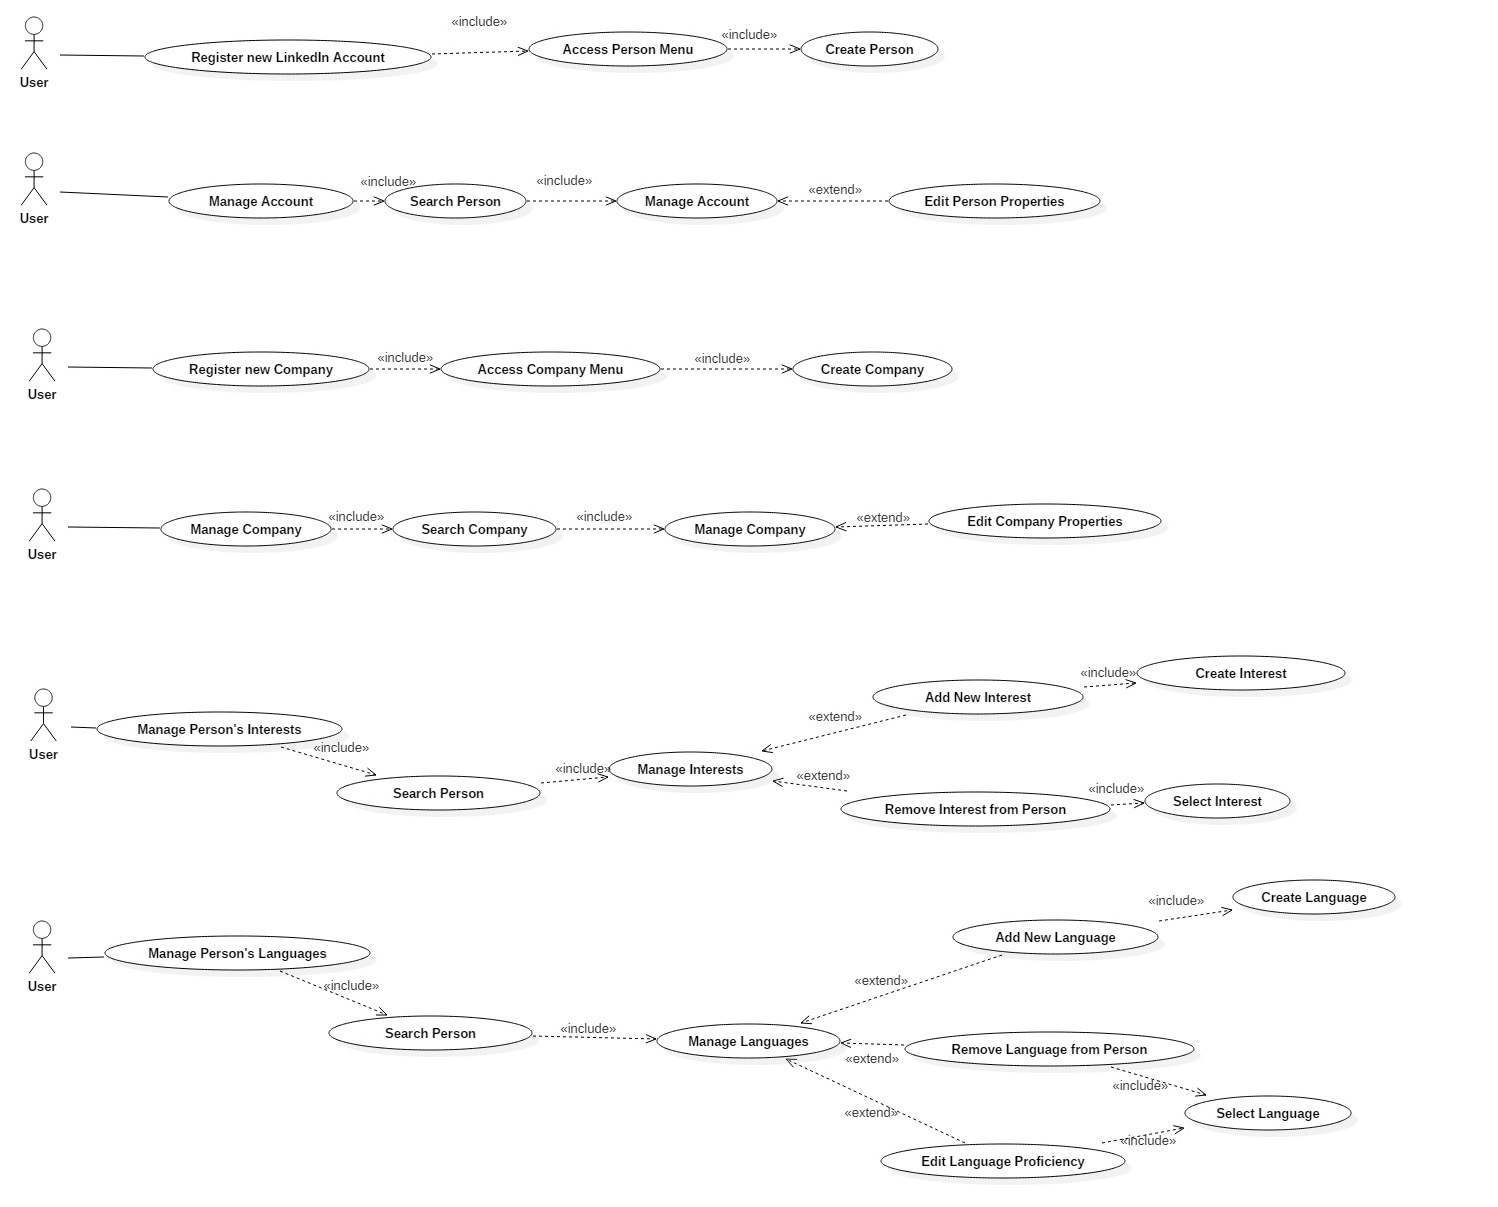 «include»
«include»
Register new LinkedIn Account
Access Person Menu
Create Person
User
«include»
«include»
«extend»
Manage Account
Search Person
Manage Account
Edit Person Properties
User
«include»
«include»
Register new Company
Access Company Menu
Create Company
User
«include»
«include»
«extend»
Manage Company
Search Company
Manage Company
Edit Company Properties
User
«include»
Create Interest
Add New Interest
«extend»
Manage Person's Interests
User
«include»
«include»
Manage Interests
«extend»
Search Person
«include»
Remove Interest from Person
Select Interest
«include»
Create Language
Add New Language
Manage Person's Languages
«extend»
User
«include»
Search Person
«include»
Manage Languages
Remove Language from Person
«extend»
«include»
«extend»
Select Language
«include»
Edit Language Proficiency